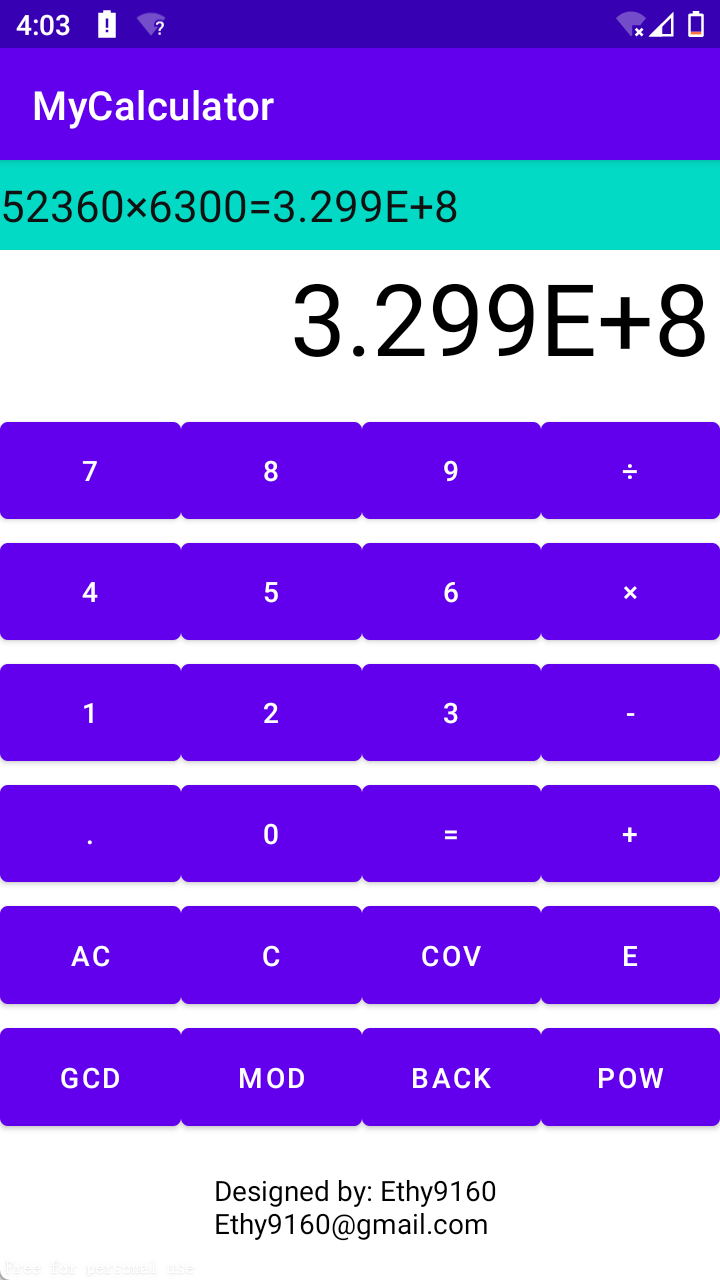 4:03
MyCalculator
52360×6300=3.299E+8
3.299E+8
7 8 9 ÷
4 5 6 ×
1 2 3 -
. 0 = +
AC C COV E
GCD MOD BACK POW
Designed by: Ethy9160
Ethy9160@gmail.com
Free for personal use